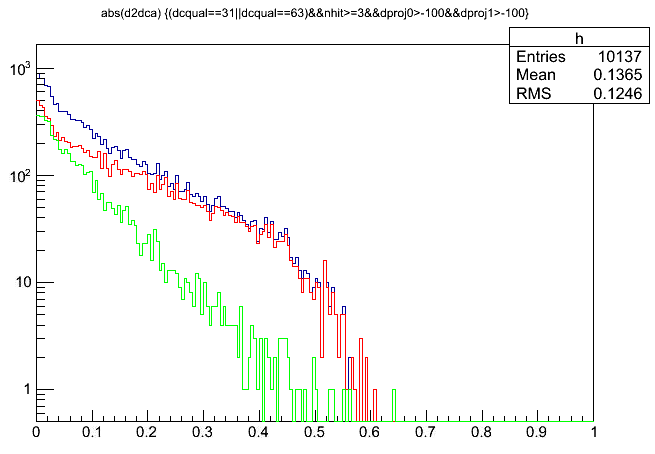 abs(d2dca) {(dcqual==31||dcqual==63)&&nhit>=3&&dproj0>-100&&dproj1>-100}
h
Entries 10137
Mean 0.1365
RMS 0.1246
10³
10²
10
1
0 0.1 0.2 0.3 0.4 0.5 0.6 0.7 0.8 0.9 1